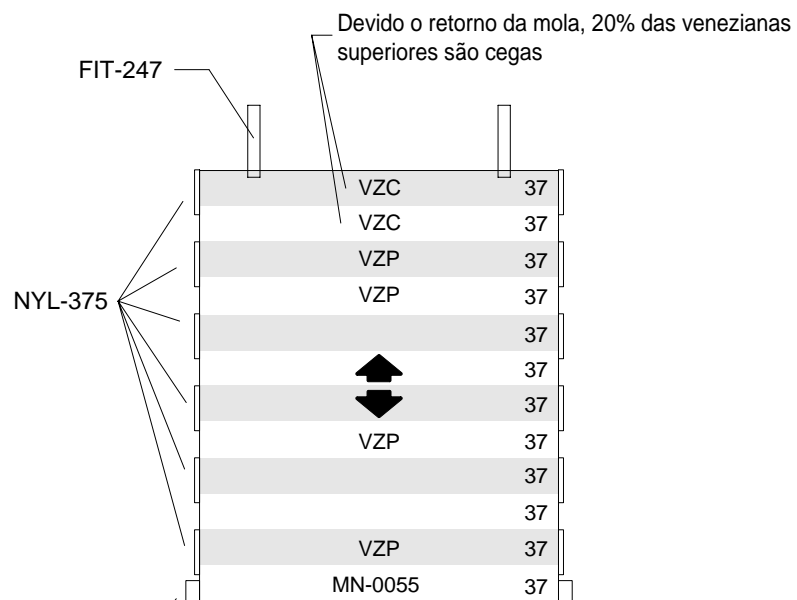 Devido o retorno da mola, 20% das venezianas
superiores são cegas
FIT-247
VZC 37
VZC 37
VZP 37
NYL-375
VZP 37
37
37
37
VZP 37
37
37
VZP 37
MN-0055 37